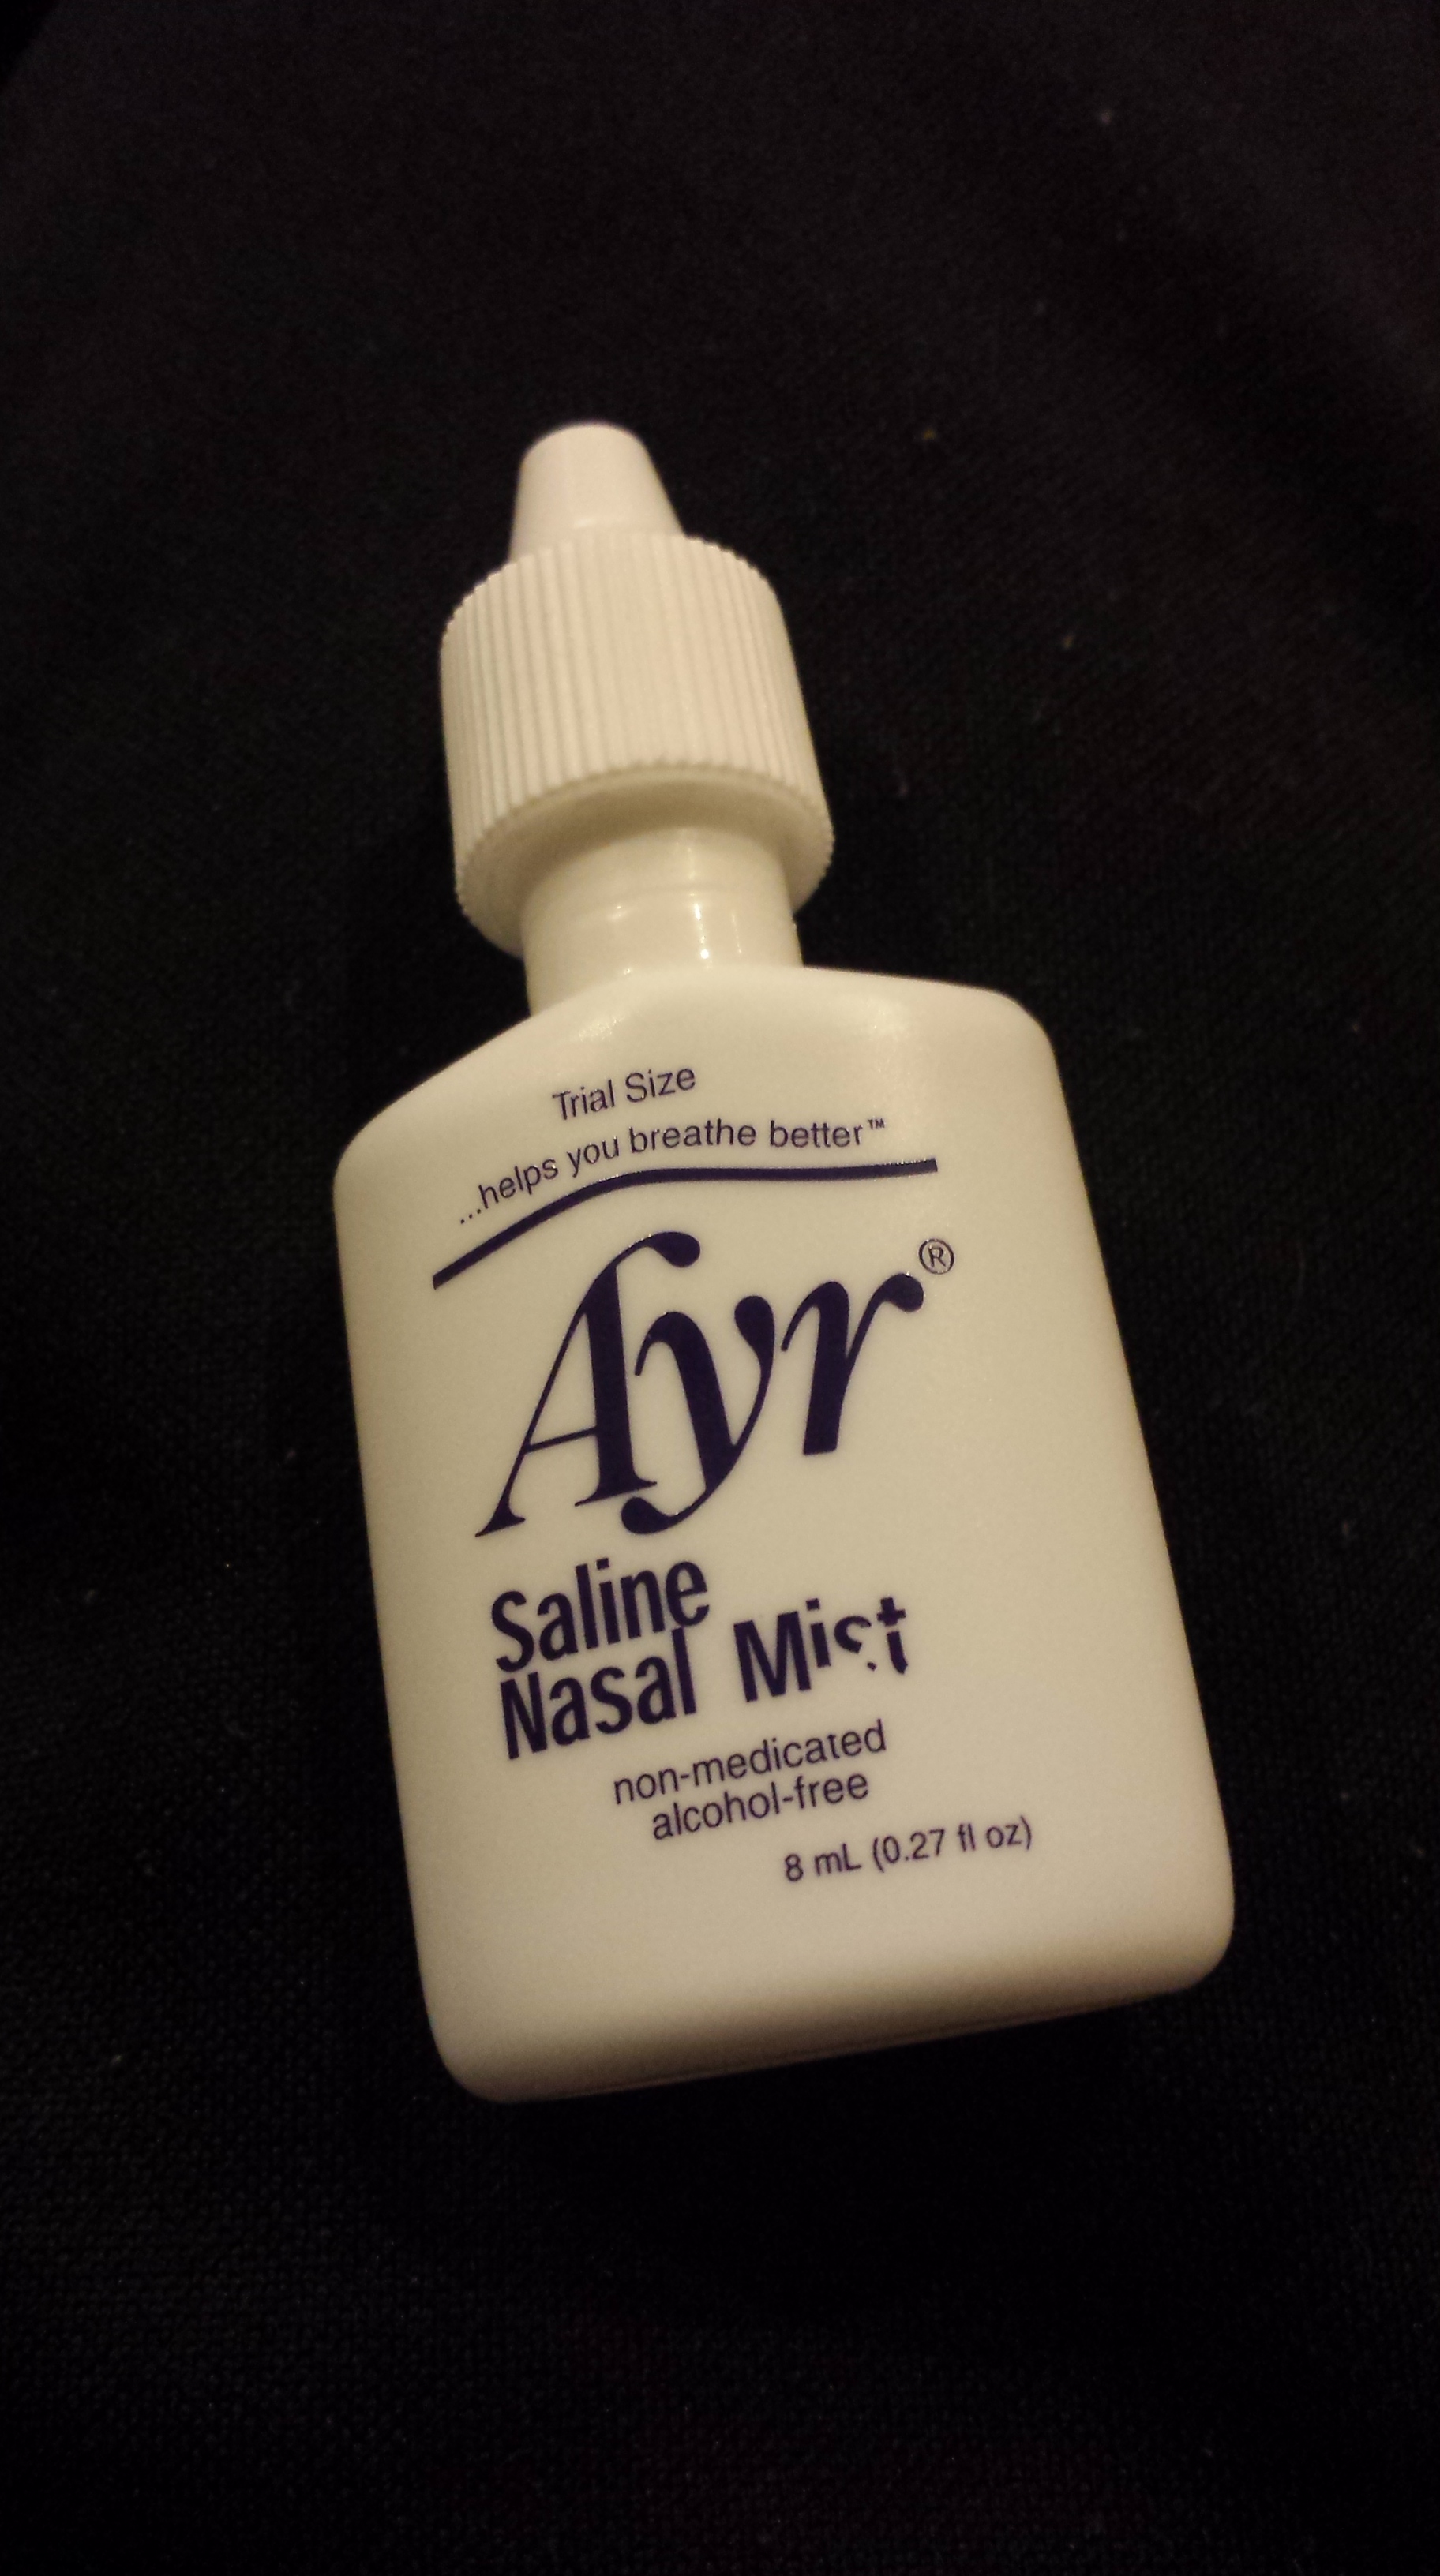 Trial Size
...helps you breathe better™
Ayr®
Saline
Nasal Mist
non-medicated
alcohol-free
8 mL (0.27 fl oz)